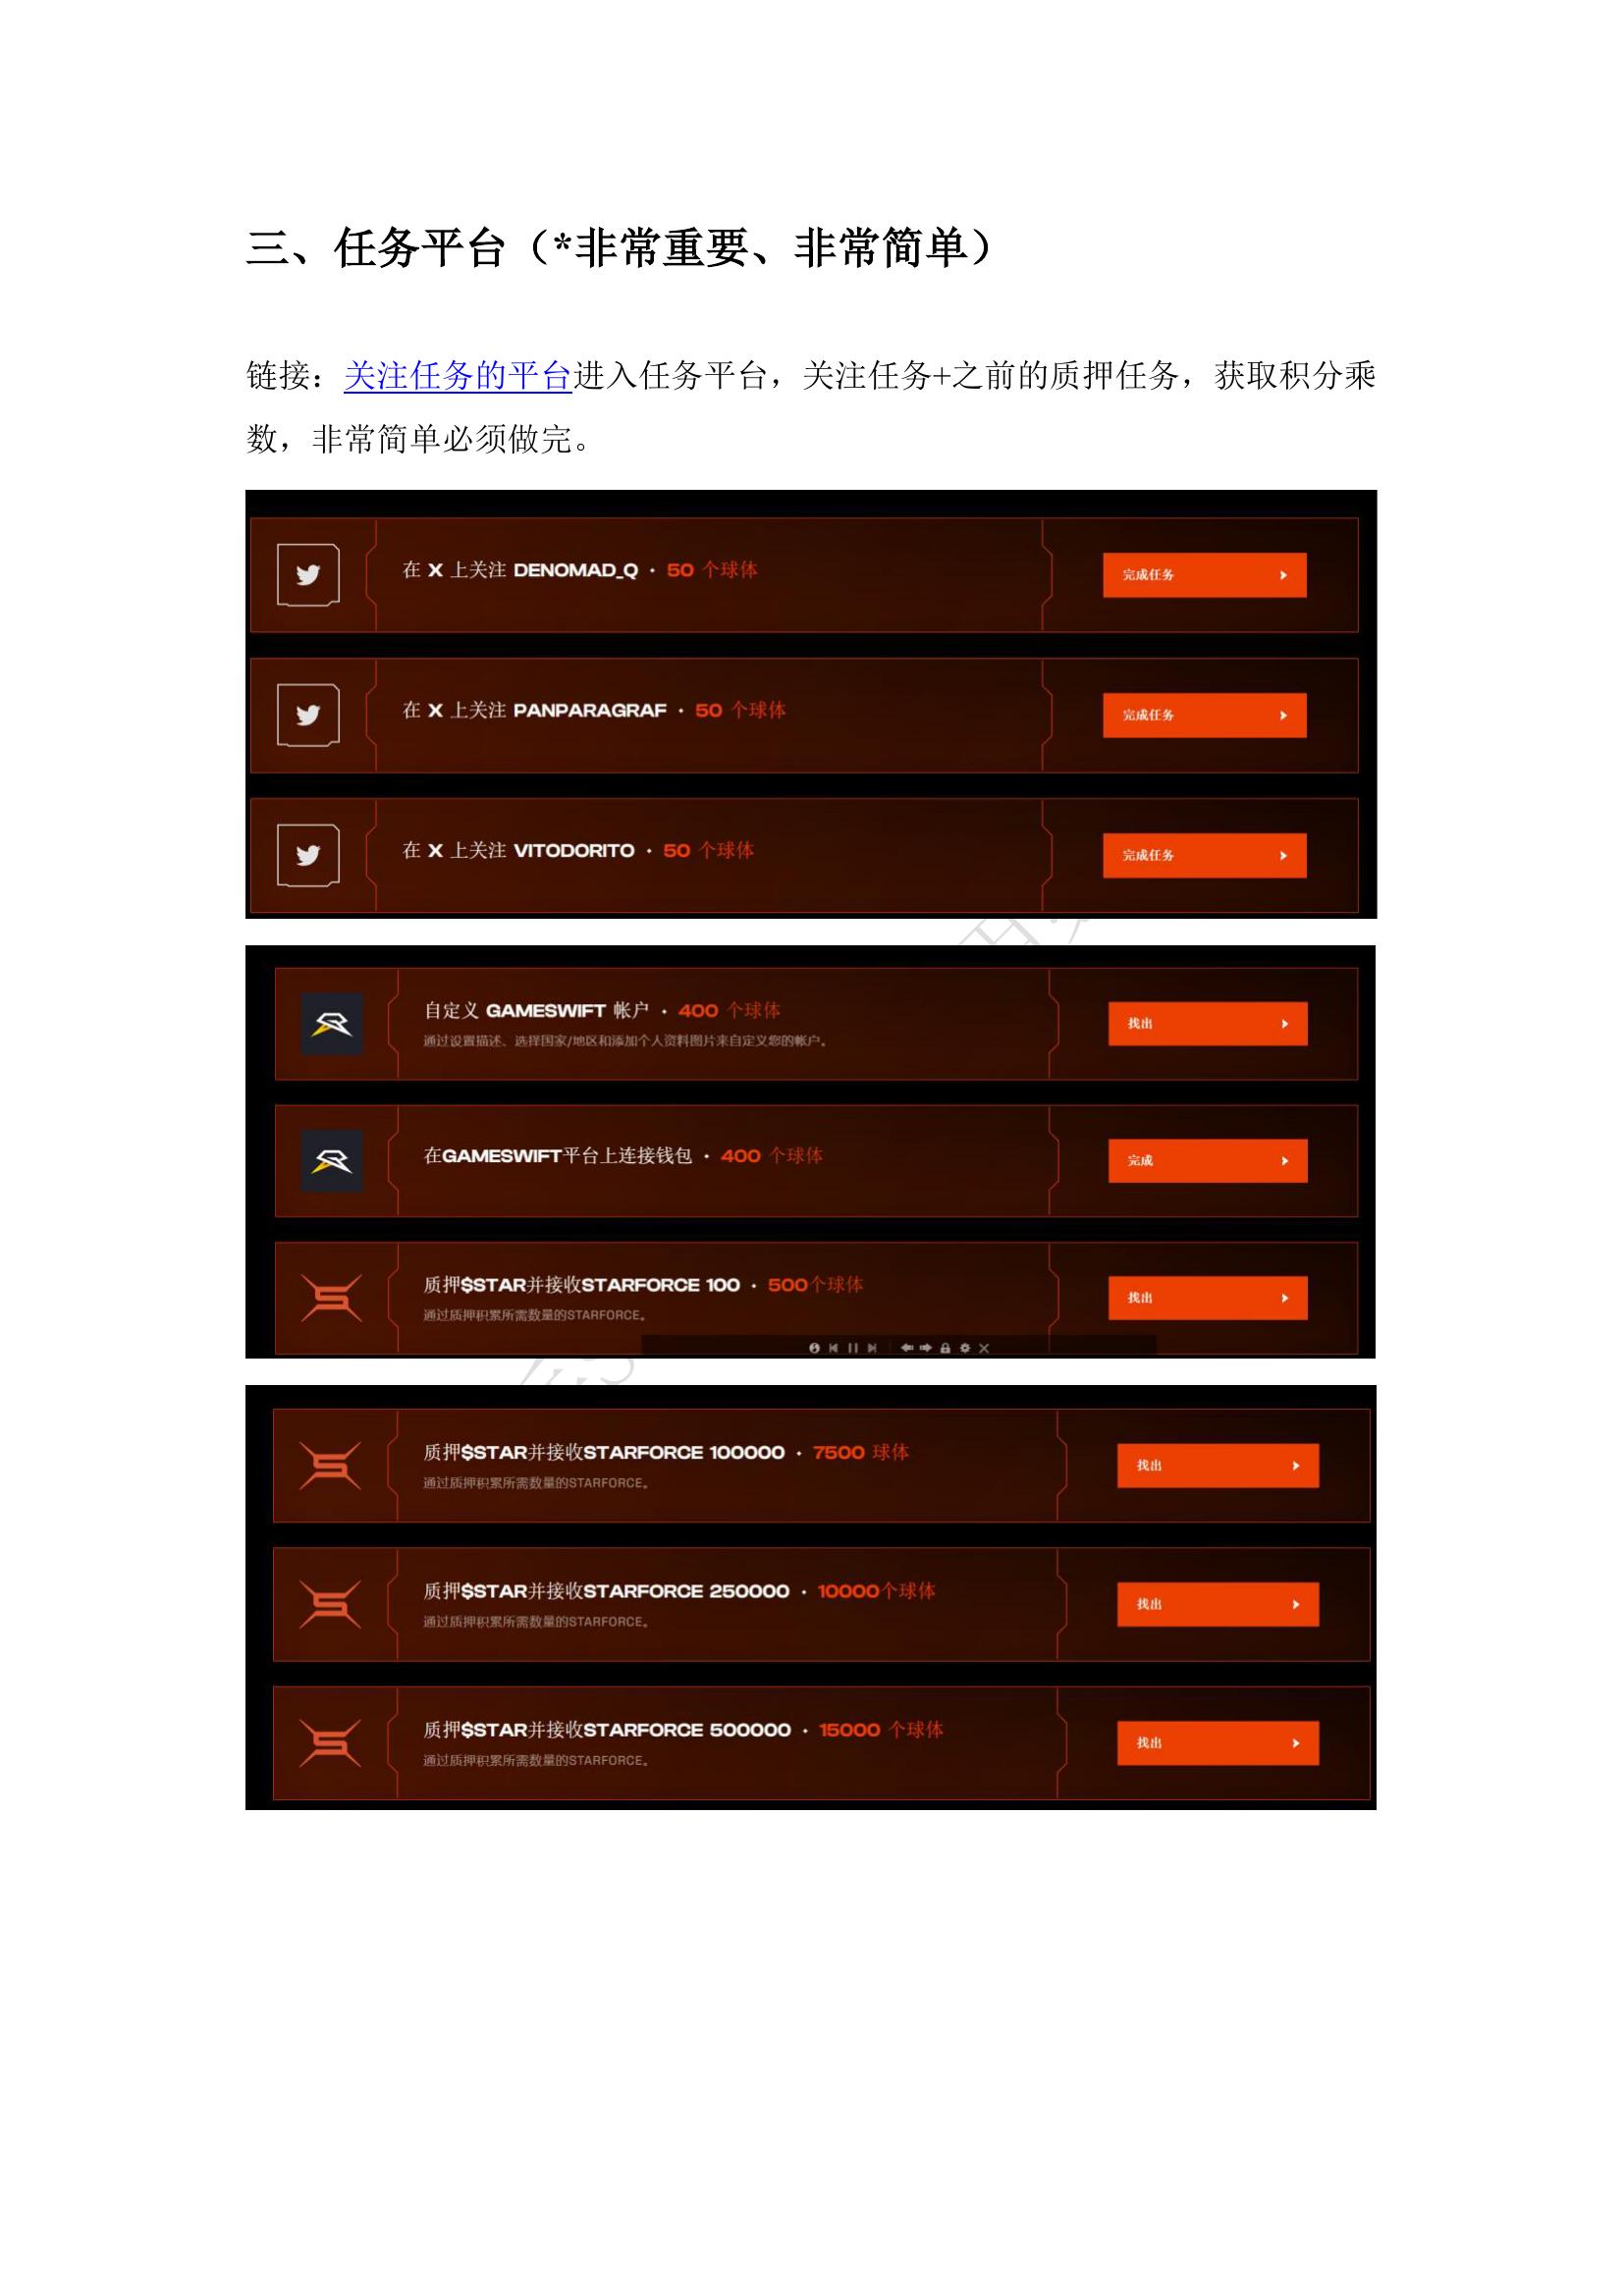 三、任务平台（*非常重要、非常简单）
链接：关注任务的平台进入任务平台，关注任务+之前的质押任务，获取积分乘
数，非常简单必须做完。
在 X 上关注 DENOMAD_Q • 50 个球体
完成任务
在 X 上关注 PANPARAGRAF • 50 个球体
完成任务
在 X 上关注 VITODORITO • 50 个球体
完成任务
自定义 GAMESWIFT 帐户 • 400 个球体
通过设置描述、选择国家/地区和添加个人资料图片来自定义您的帐户。
找出
在GAMESWIFT平台上连接钱包 • 400 个球体
完成
质押$STAR并接收STARFORCE 100 • 500个球体
通过质押积累所需数量的STARFORCE。
找出
质押$STAR并接收STARFORCE 100000 • 7500 球体
通过质押积累所需数量的STARFORCE。
找出
质押$STAR并接收STARFORCE 250000 • 10000个球体
通过质押积累所需数量的STARFORCE。
找出
质押$STAR并接收STARFORCE 500000 • 15000 个球体
通过质押积累所需数量的STARFORCE。
找出